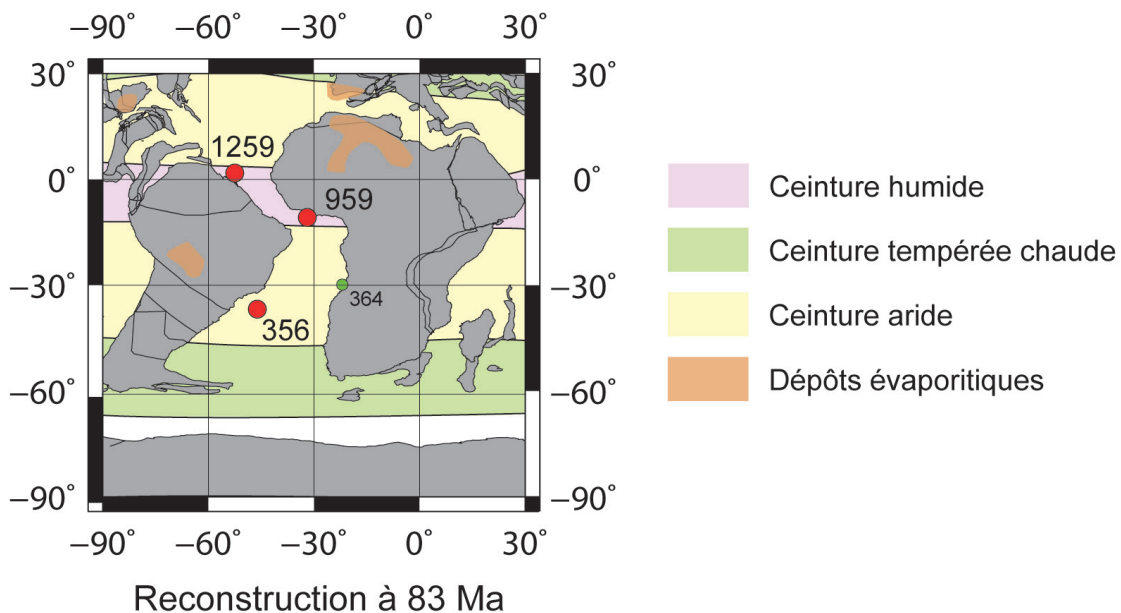 −90° −60° −30° 0° 30°
30° 30°
1259
0° 0°
959
−30° −30°
364
356
−60° −60°
−90° −90°
−90° −60° −30° 0° 30°
Reconstruction à 83 Ma
Ceinture humide
Ceinture tempérée chaude
Ceinture aride
Dépôts évaporitiques